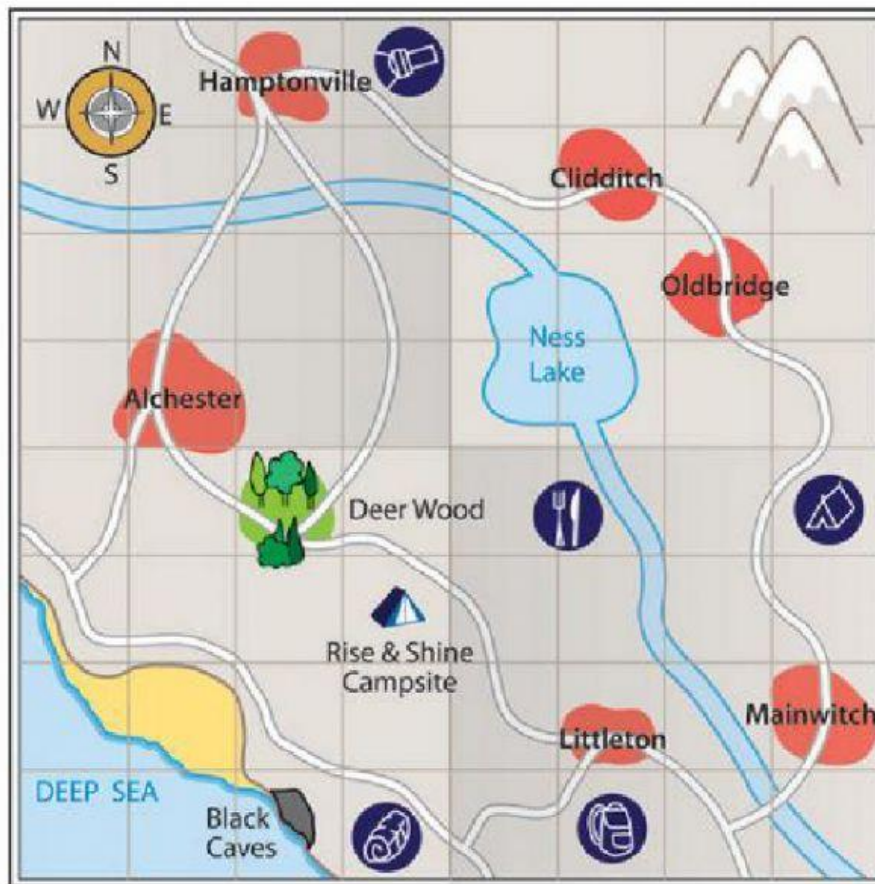 N
W E
S
Hamptonville
Clidditch
Oldbridge
Ness
Lake
Alchester
Deer Wood
Rise & Shine
Campsite
Mainwitch
Littleton
DEEP SEA
Black
Caves